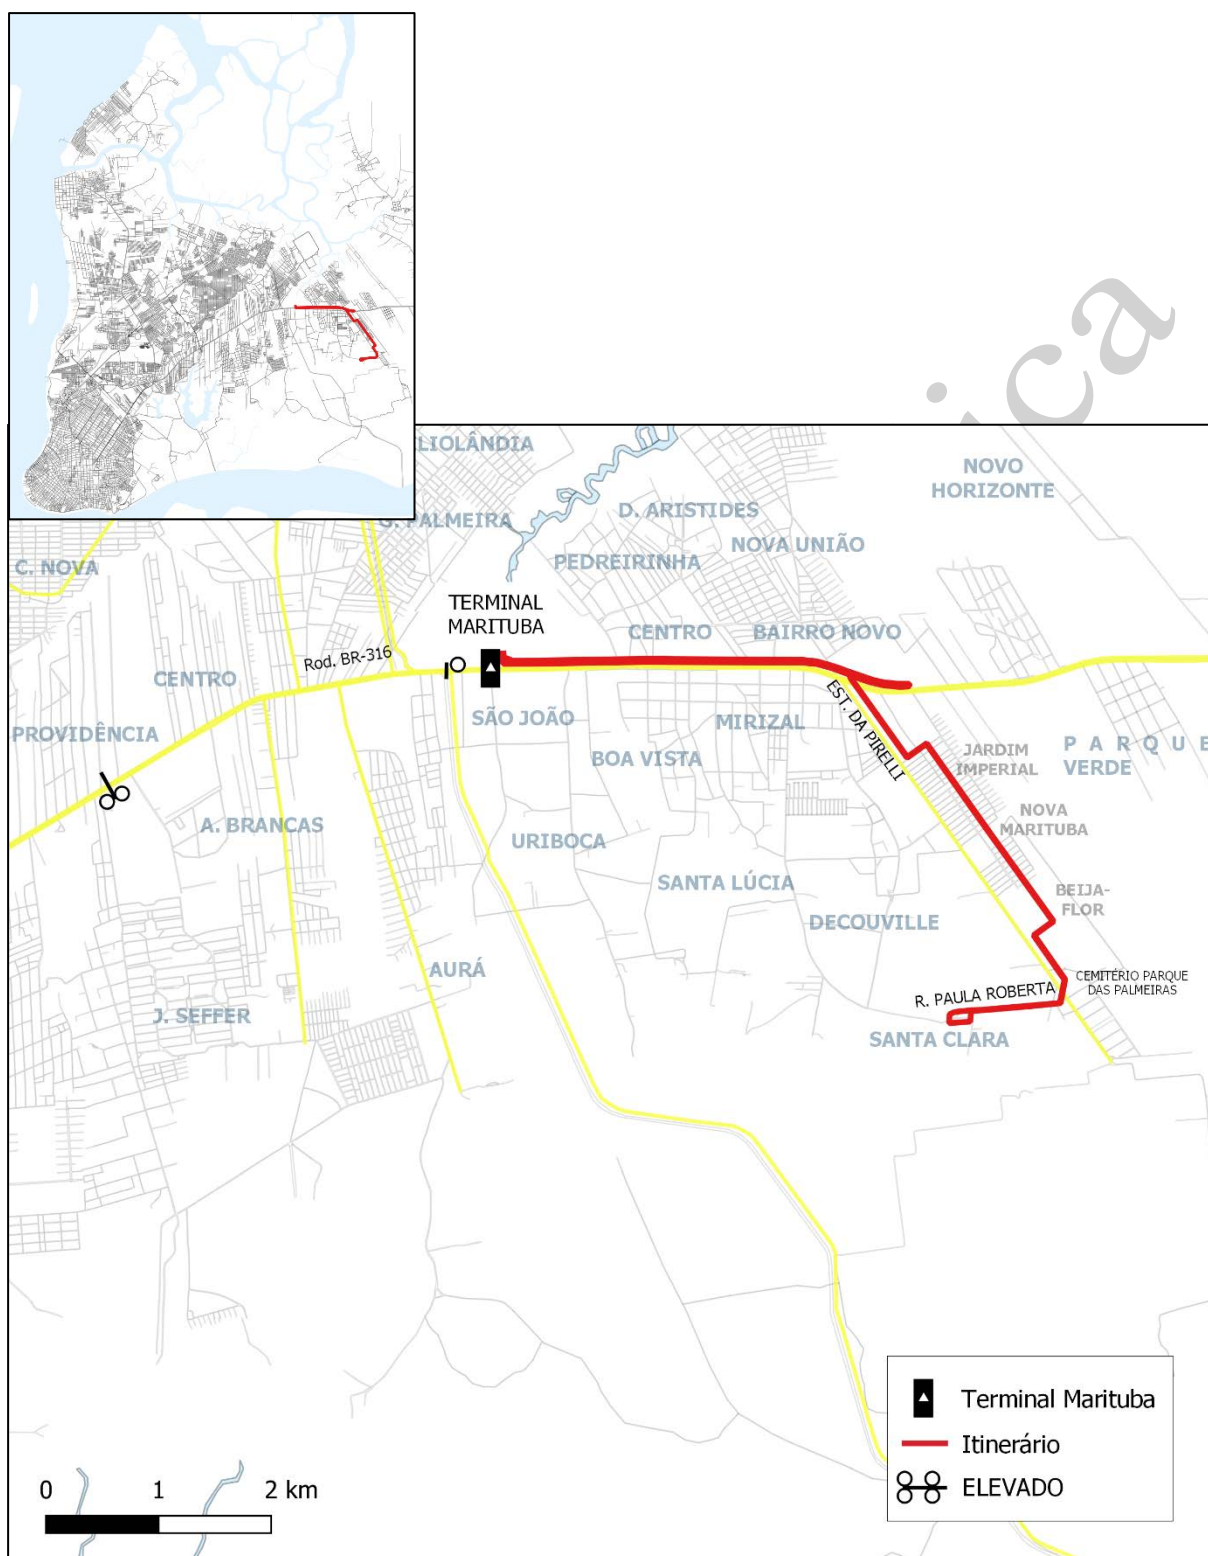 ica
LIOLÂNDIA
NOVO
HORIZONTE
D. ARISTIDES
G. PALMEIRA
NOVA UNIÃO
PEDREIRINHA
C. NOVA
TERMINAL
MARITUBA
CENTRO
BAIRRO NOVO
Rod. BR-316
CENTRO
EST. DA PIRELLI
SÃO JOÃO
MIRIZAL
PROVIDÊNCIA
BOA VISTA
JARDIM
IMPERIAL
PARQUE
VERDE
NOVA
MARITUBA
A. BRANCAS
URIBOCA
SANTA LÚCIA
BEIJA-
FLOR
DECOUVILLE
AURÁ
CEMITÉRIO PARQUE
DAS PALMEIRAS
R. PAULA ROBERTA
J. SEFFER
SANTA CLARA
Terminal Marituba
Itinerário
ELEVADO
0 1 2 km